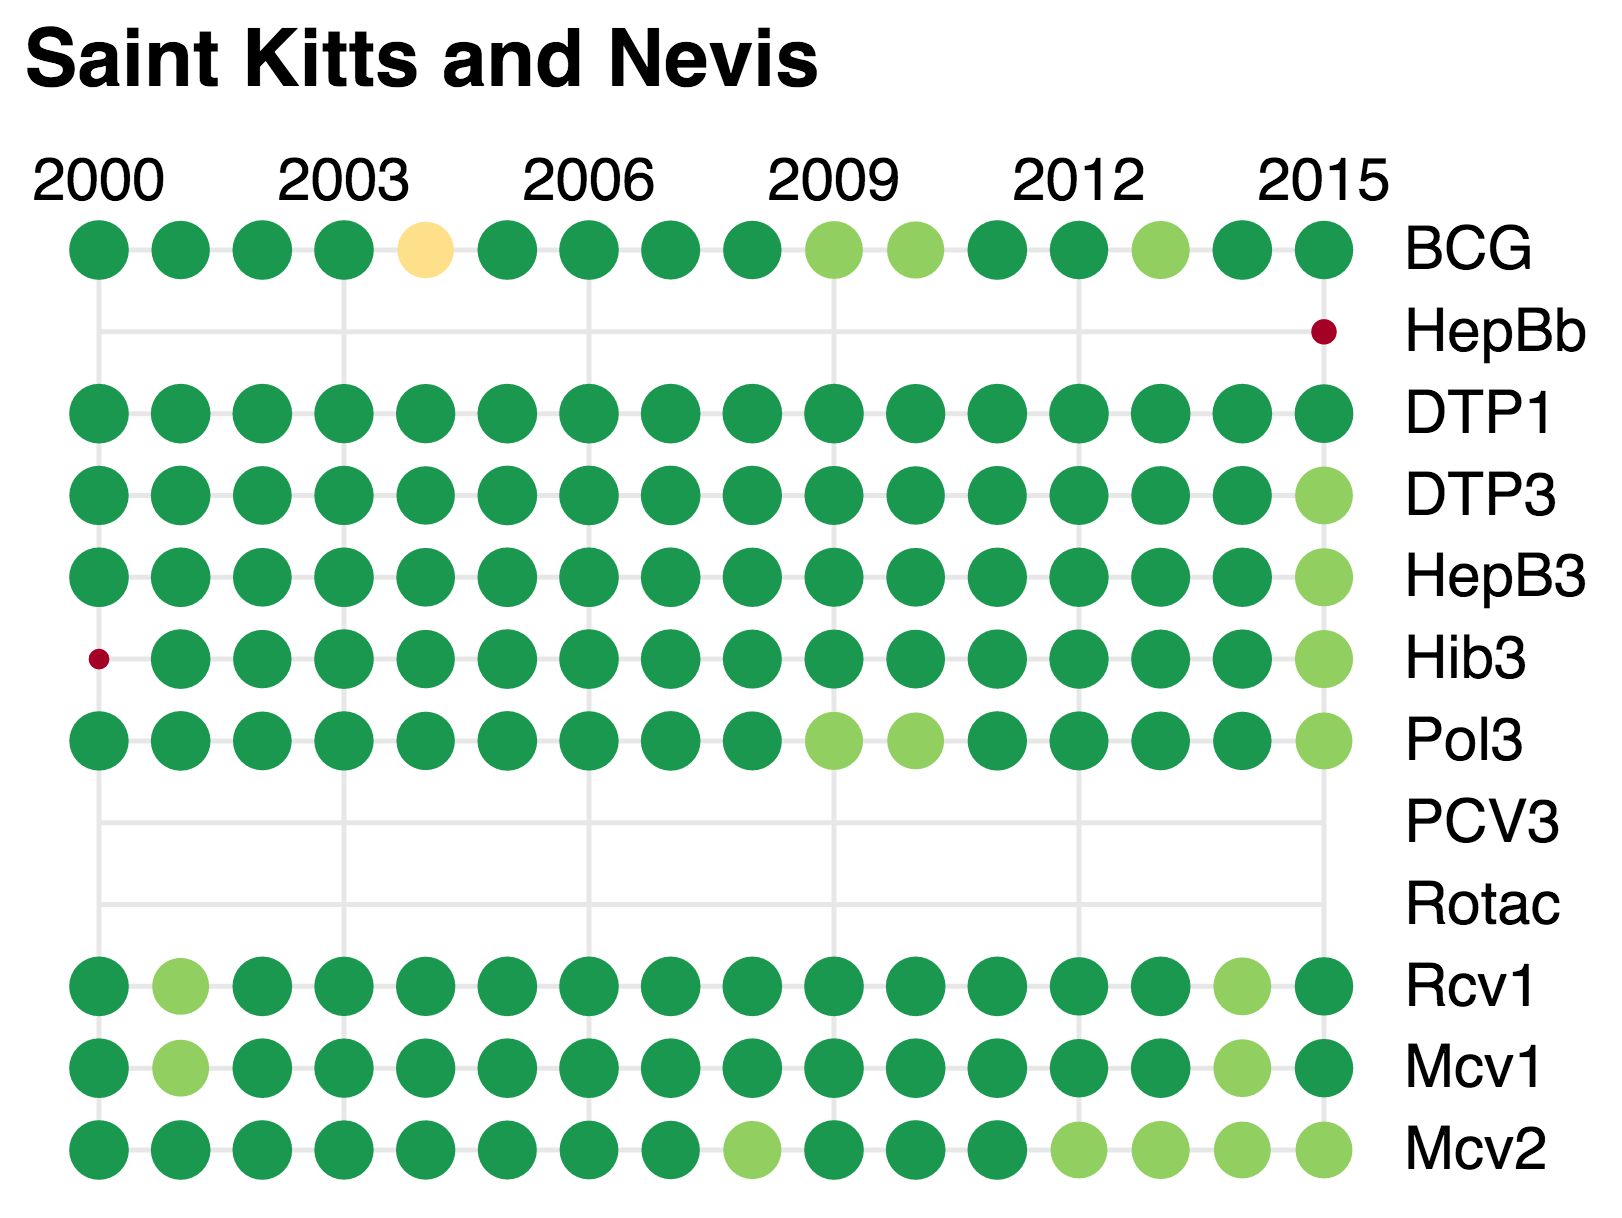 Saint Kitts and Nevis
2000 2003 2006 2009 2012 2015
BCG
HepBb
DTP1
DTP3
HepB3
Hib3
Pol3
PCV3
Rotac
Rcv1
Mcv1
Mcv2